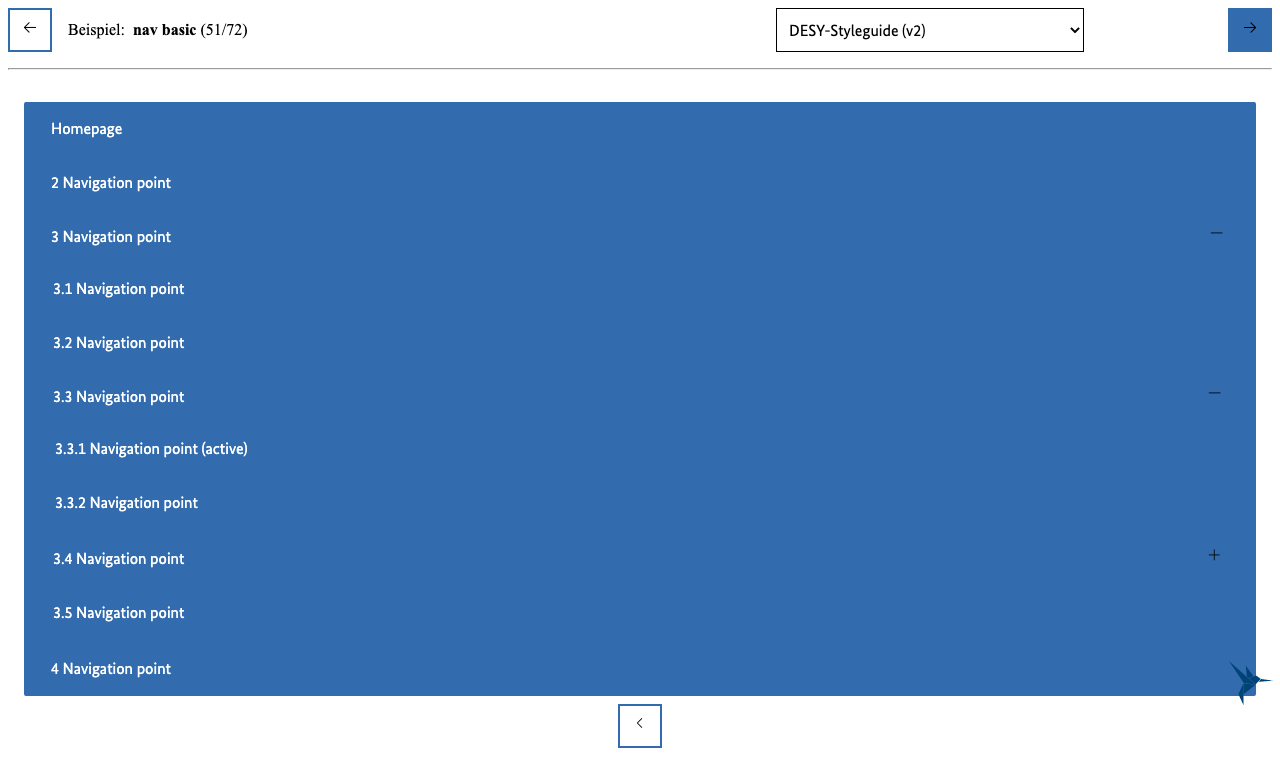 Beispiel: nav basic (51/72)
DESY-Styleguide (v2)
Homepage
2 Navigation point
3 Navigation point
3.1 Navigation point
3.2 Navigation point
3.3 Navigation point
3.3.1 Navigation point (active)
3.3.2 Navigation point
3.4 Navigation point
3.5 Navigation point
4 Navigation point